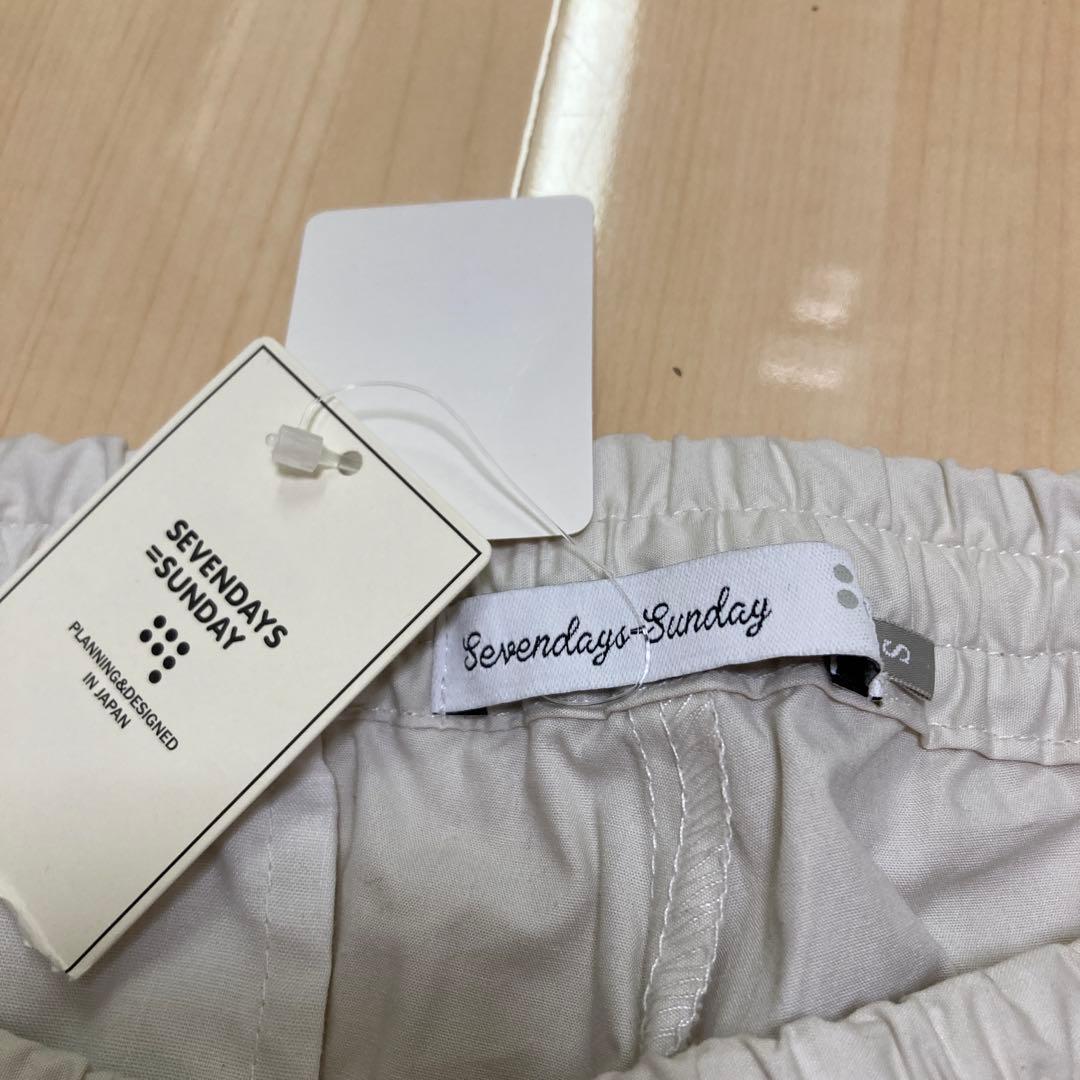 SEVENDAYS
=SUNDAY
PLANNING&DESIGNED
IN JAPAN
Sevendays=Sunday
S